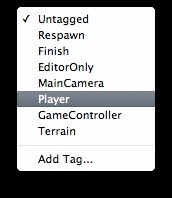 ✓ Untagged
Respawn
Finish
EditorOnly
MainCamera
Player
GameController
Terrain
Add Tag...